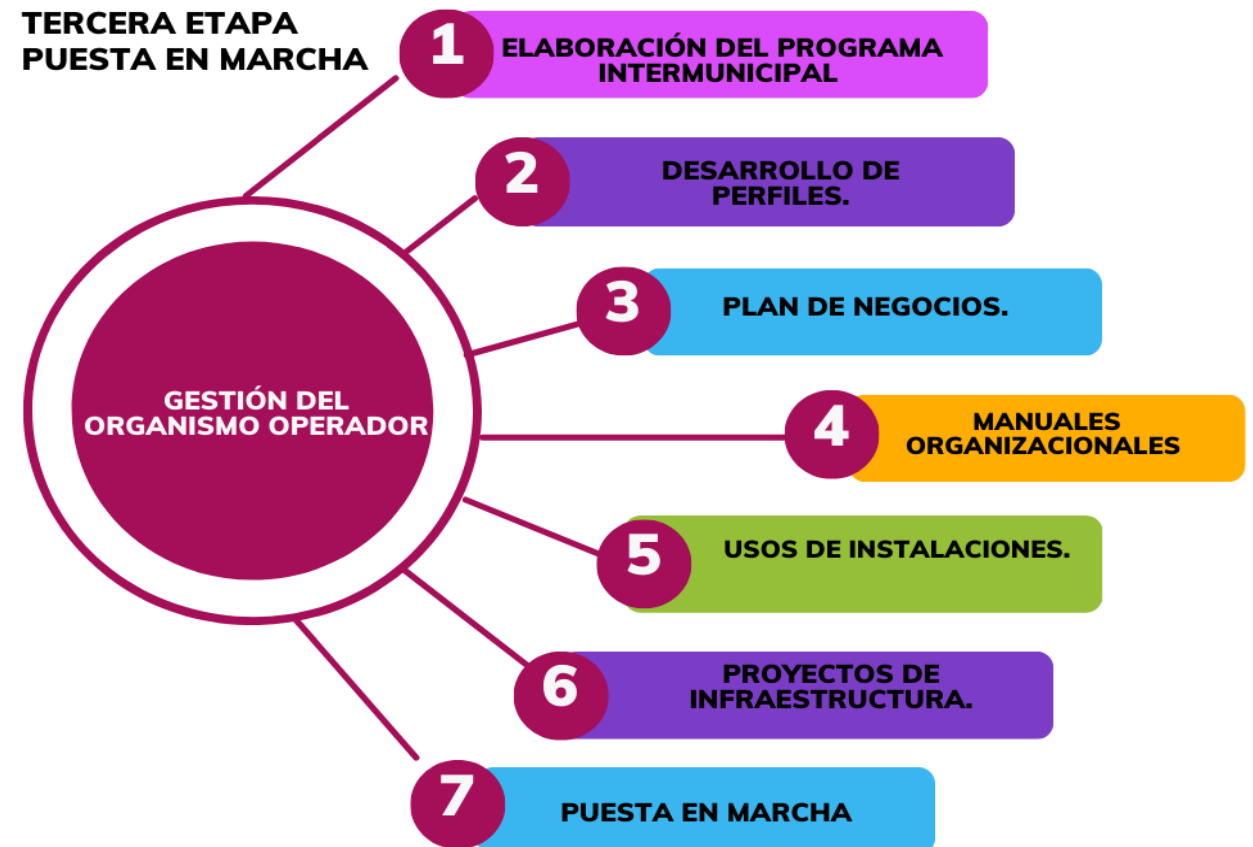 TERCERA ETAPA
PUESTA EN MARCHA
1
ELABORACIÓN DEL PROGRAMA
INTERMUNICIPAL
2
DESARROLLO DE
PERFILES.
3
PLAN DE NEGOCIOS.
GESTIÓN DEL
ORGANISMO OPERADOR
4
MANUALES
ORGANIZACIONALES
5
USOS DE INSTALACIONES.
6
PROYECTOS DE
INFRAESTRUCTURA.
7
PUESTA EN MARCHA